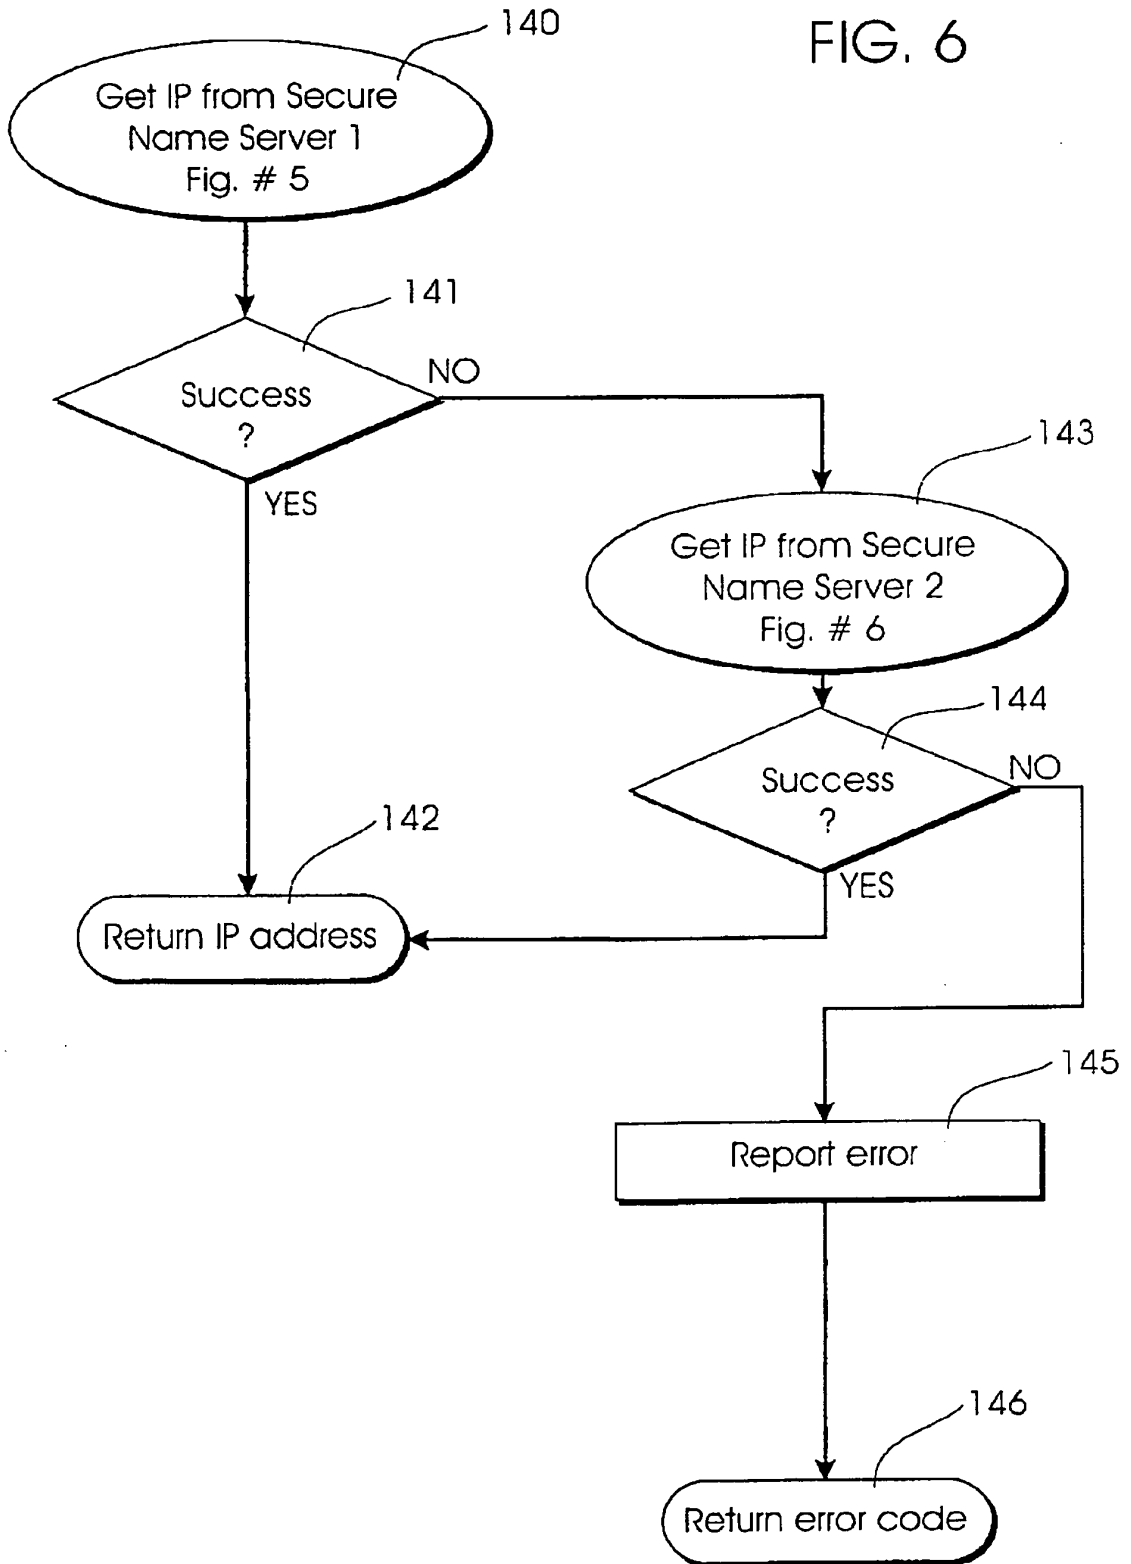 140
FIG. 6
Get IP from Secure
Name Server 1
Fig. # 5
141
NO
Success
?
YES
143
Get IP from Secure
Name Server 2
Fig. # 6
144
NO
Success
?
YES
142
Return IP address
145
Report error
146
Return error code